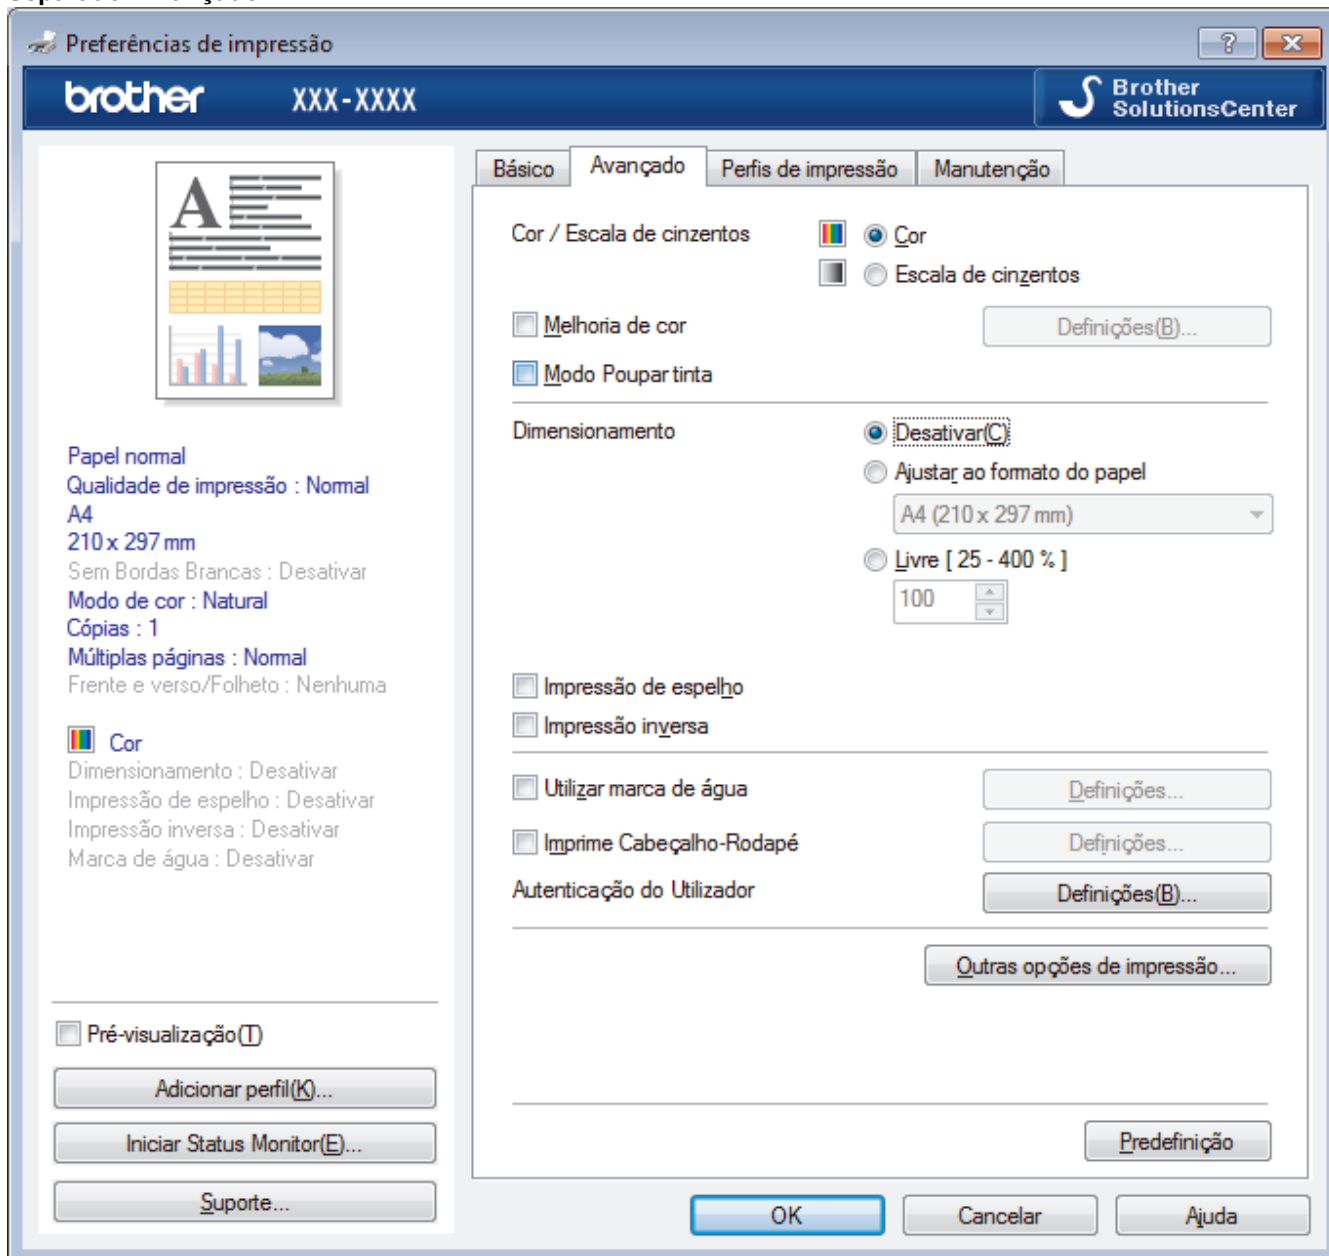 Preferências de impressão
brother XXX-XXXX
Brother
SolutionsCenter
A
Papel normal
Qualidade de impressão : Normal
A4
210 x 297 mm
Sem Bordas Brancas : Desativar
Modo de cor : Natural
Cópias : 1
Múltiplas páginas : Normal
Frente e verso/Folheto : Nenhuma
Cor
Dimensionamento : Desativar
Impressão de espelho : Desativar
Impressão inversa : Desativar
Marca de água : Desativar
Pré-visualização(T)
Adicionar perfil(K)...
Iniciar Status Monitor(E)...
Suporte...
Básico Avançado Perfis de impressão Manutenção
Cor / Escala de cinzentos Cor
Escala de cinzentos
Melhoria de cor Definições(B)...
Modo Poupar tinta
Dimensionamento Desativar(C)
Ajustar ao formato do papel
A4 (210 x 297 mm)
Livre [ 25 - 400 % ]
100
Impressão de espelho
Impressão inversa
Utilizar marca de água Definições...
Imprime Cabeçalho-Rodapé Definições...
Autenticação do Utilizador Definições(B)...
Outras opções de impressão...
Predefinição
OK Cancelar Ajuda